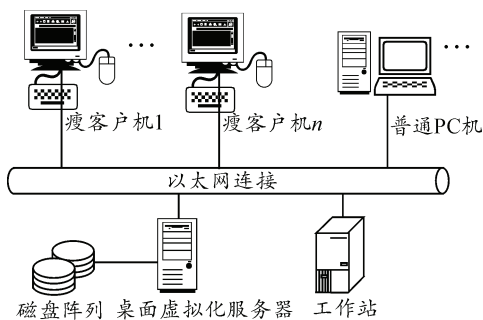 瘦客户机1
瘦客户机n
普通PC机
以太网连接
磁盘阵列
桌面虚拟化服务器
工作站